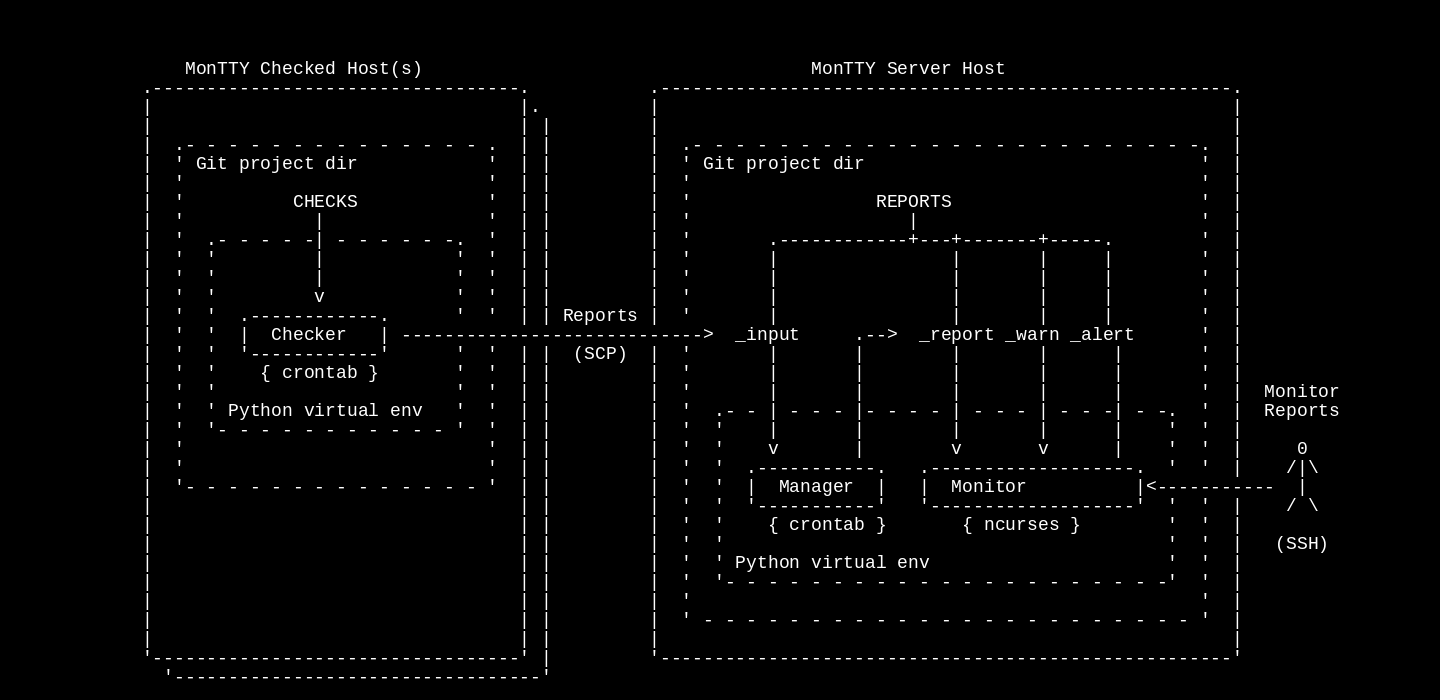 MonTTY Checked Host(s)
MonTTY Server Host
Git project dir
Git project dir
CHECKS
REPORTS
Reports
Checker
_input
_report _warn _alert
(SCP)
{ crontab }
Monitor
Python virtual env
Reports
0
Manager
Monitor
{ crontab }
{ ncurses }
(SSH)
Python virtual env